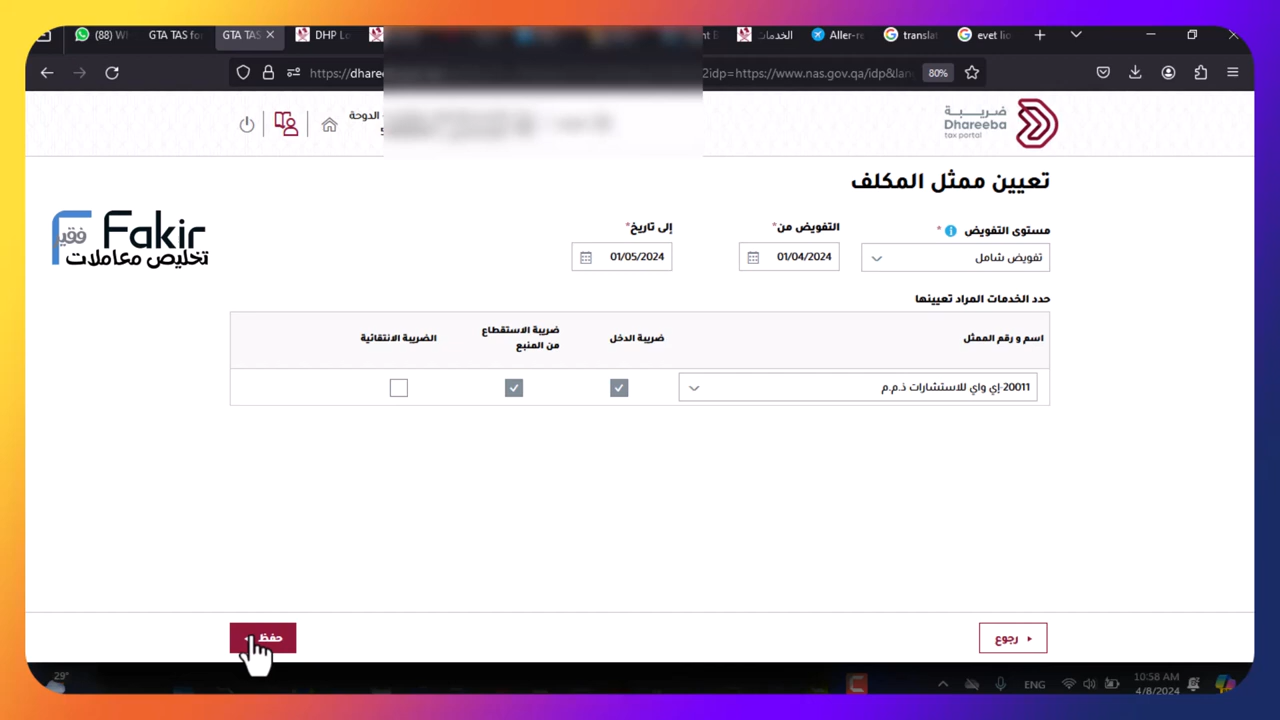 (88) W
GTA TAS fo
GTA TAS
DHP Lo
الخدمات
Aller-re
translat
evet lio
https://dharee
?idp=https://www.nas.gov.qa/idp&lan
80%
الدوحة
ضريبة
Dhareeba
tax portal
تعيين ممثل المكلف
Fakir
فقير
تخليص معاملات
مستوى التفويض *
التفويض من*
إلى تاريخ*
تفويض شامل
01/04/2024
01/05/2024
حدد الخدمات المراد تعيينها
اسم و رقم الممثل
ضريبة الدخل
ضريبة الاستقطاع
من المنبع
الضريبة الانتقائية
20011-إي واي للاستشارات ذ.م.م
رجوع
حفظ
29°
ENG
10:58 AM
4/8/2024